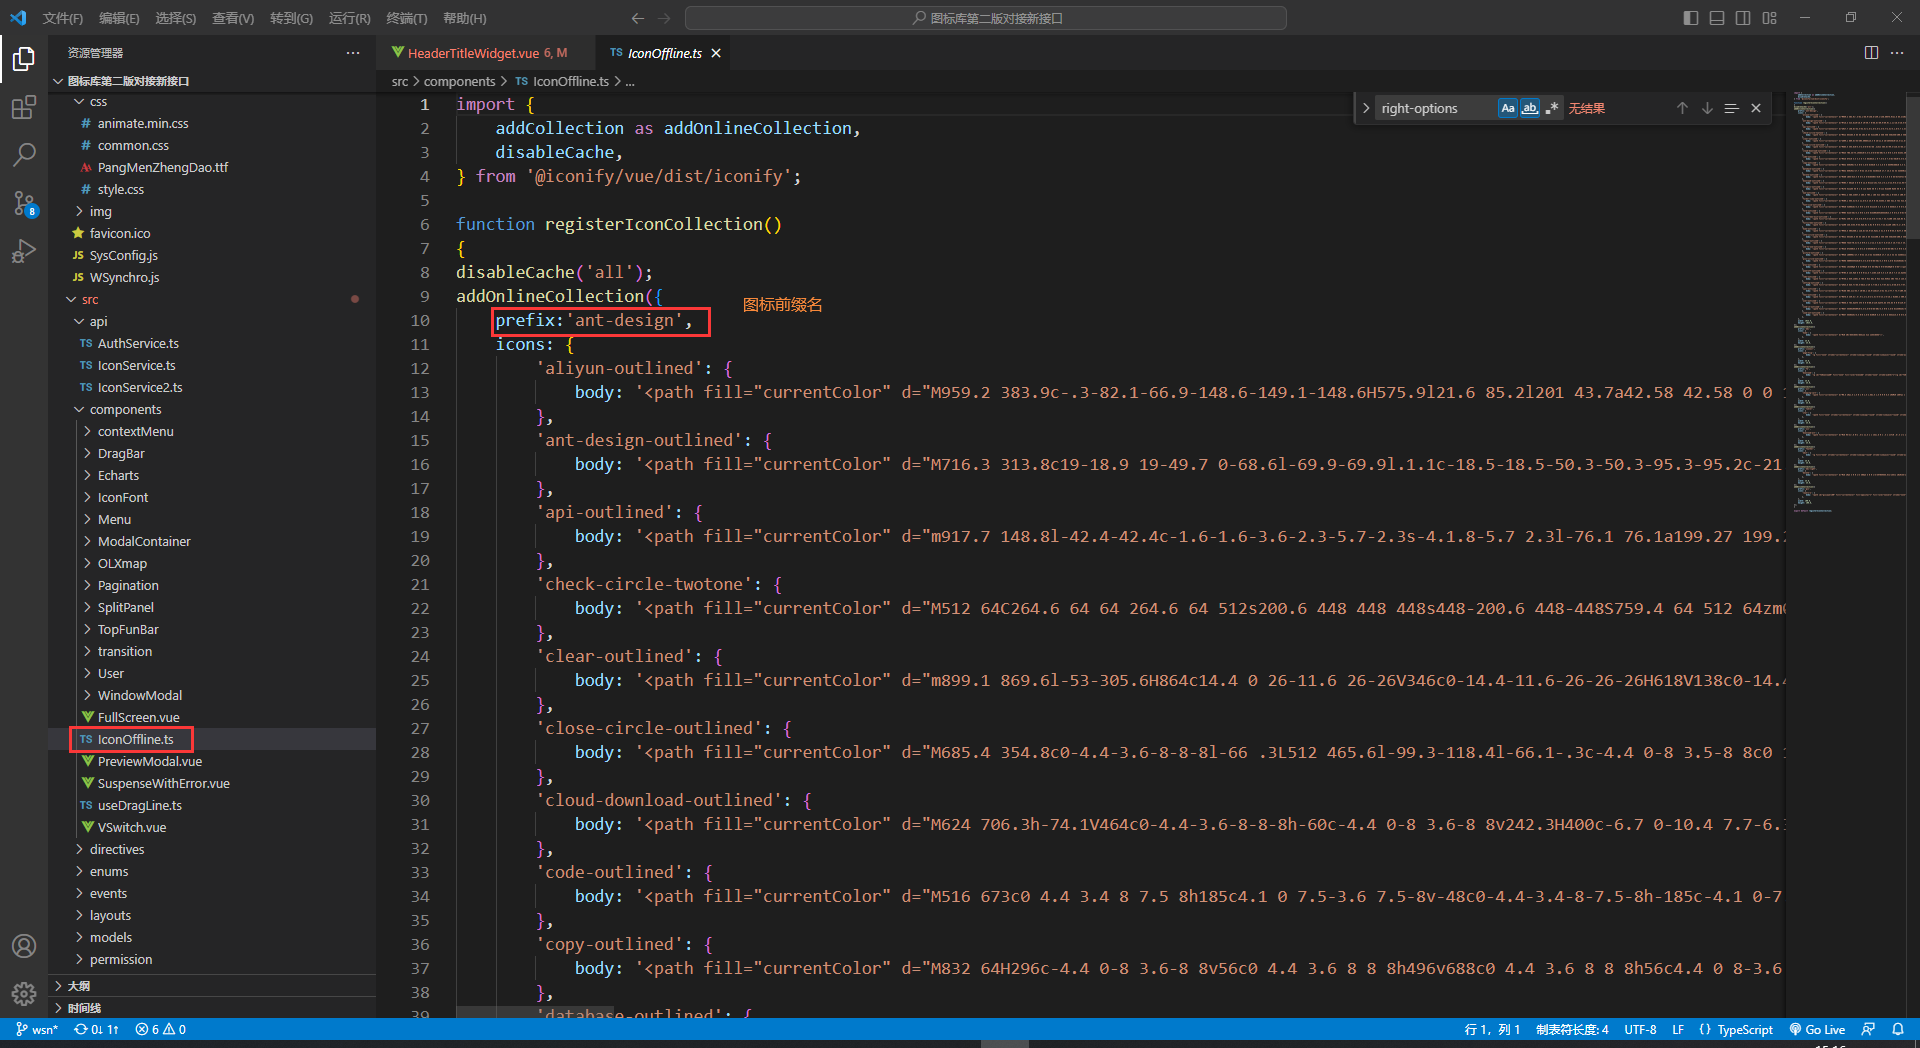 文件(F) 编辑(E) 选择(S) 查看(V) 转到(G) 运行(R) 终端(T) 帮助(H) 图标库第二版对接新接口
资源管理器
HeaderTitleWidget.vue 6, M
TS IconOffline.ts
图标库第二版对接新接口
src > components > TS IconOffline.ts > ...
right-options Aa ab 无结果
css
# animate.min.css
# common.css
PangMenZhengDao.ttf
# style.css
img
favicon.ico
JS SysConfig.js
JS WSynchro.js
src
api
TS AuthService.ts
TS IconService.ts
TS IconService2.ts
components
contextMenu
DragBar
Echarts
IconFont
Menu
ModalContainer
OLXmap
Pagination
SplitPanel
TopFunBar
transition
User
WindowModal
FullScreen.vue
TS IconOffline.ts
PreviewModal.vue
SuspenseWithError.vue
TS useDragLine.ts
VSwitch.vue
directives
enums
events
layouts
models
permission
大纲
时间线
8
1 import {
2 addCollection as addOnlineCollection,
3 disableCache,
4 } from '@iconify/vue/dist/iconify';
5
6 function registerIconCollection()
7 {
8 disableCache('all');
9 addOnlineCollection({
图标前缀名
10 prefix:'ant-design',
11 icons: {
12 'aliyun-outlined': {
13 body: '<path fill="currentColor" d="M959.2 383.9c-.3-82.1-66.9-148.6-149.1-148.6H575.9l21.6 85.2l201 43.7a42.58 42.58 0 0
14 },
15 'ant-design-outlined': {
16 body: '<path fill="currentColor" d="M716.3 313.8c19-18.9 19-49.7 0-68.6l-69.9-69.9l.1.1c-18.5-18.5-50.3-50.3-95.3-95.2c-21
17 },
18 'api-outlined': {
19 body: '<path fill="currentColor" d="m917.7 148.8l-42.4-42.4c-1.6-1.6-3.6-2.3-5.7-2.3s-4.1.8-5.7 2.3l-76.1 76.1a199.27 199.
20 },
21 'check-circle-twotone': {
22 body: '<path fill="currentColor" d="M512 64C264.6 64 64 264.6 64 512s200.6 448 448 448s448-200.6 448-448S759.4 64 512 64zm
23 },
24 'clear-outlined': {
25 body: '<path fill="currentColor" d="m899.1 869.6l-53-305.6H864c14.4 0 26-11.6 26-26V346c0-14.4-11.6-26-26-26H618V138c0-14.4
26 },
27 'close-circle-outlined': {
28 body: '<path fill="currentColor" d="M685.4 354.8c0-4.4-3.6-8-8-8l-66 .3L512 465.6l-99.3-118.4l-66.1-.3c-4.4 0-8 3.5-8 8c0
29 },
30 'cloud-download-outlined': {
31 body: '<path fill="currentColor" d="M624 706.3h-74.1V464c0-4.4-3.6-8-8-8h-60c-4.4 0-8 3.6-8 8v242.3H400c-6.7 0-10.4 7.7-6.
32 },
33 'code-outlined': {
34 body: '<path fill="currentColor" d="M516 673c0 4.4 3.4 8 7.5 8h185c4.1 0 7.5-3.6 7.5-8v-48c0-4.4-3.4-8-7.5-8h-185c-4.1 0-7
35 },
36 'copy-outlined': {
37 body: '<path fill="currentColor" d="M832 64H296c-4.4 0-8 3.6-8 8v56c0 4.4 3.6 8 8 8h496v688c0 4.4 3.6 8 8 8h56c4.4 0 8-3.6
38 },
39 'database-outlined': {
wsn* 0↓ 1↑ 6 0 行 1，列 1 制表符长度: 4 UTF-8 LF {} TypeScript Go Live